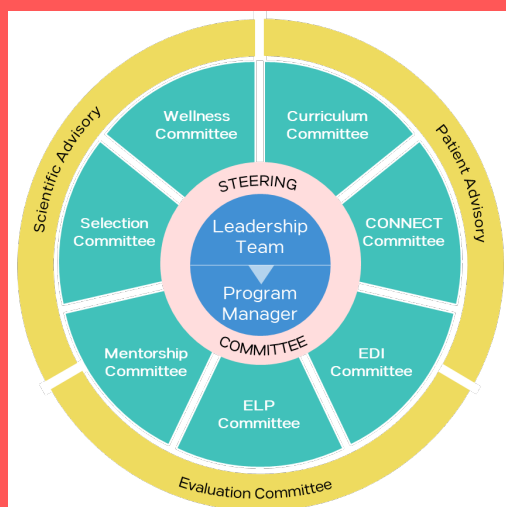 Scientific Advisory
Patient Advisory
Wellness
Committee
Curriculum
Committee
Selection
Committee
CONNECT
Committee
STEERING
Leadership
Team
Program
Manager
COMMITTEE
Mentorship
Committee
EDI
Committee
ELP
Committee
Evaluation Committee